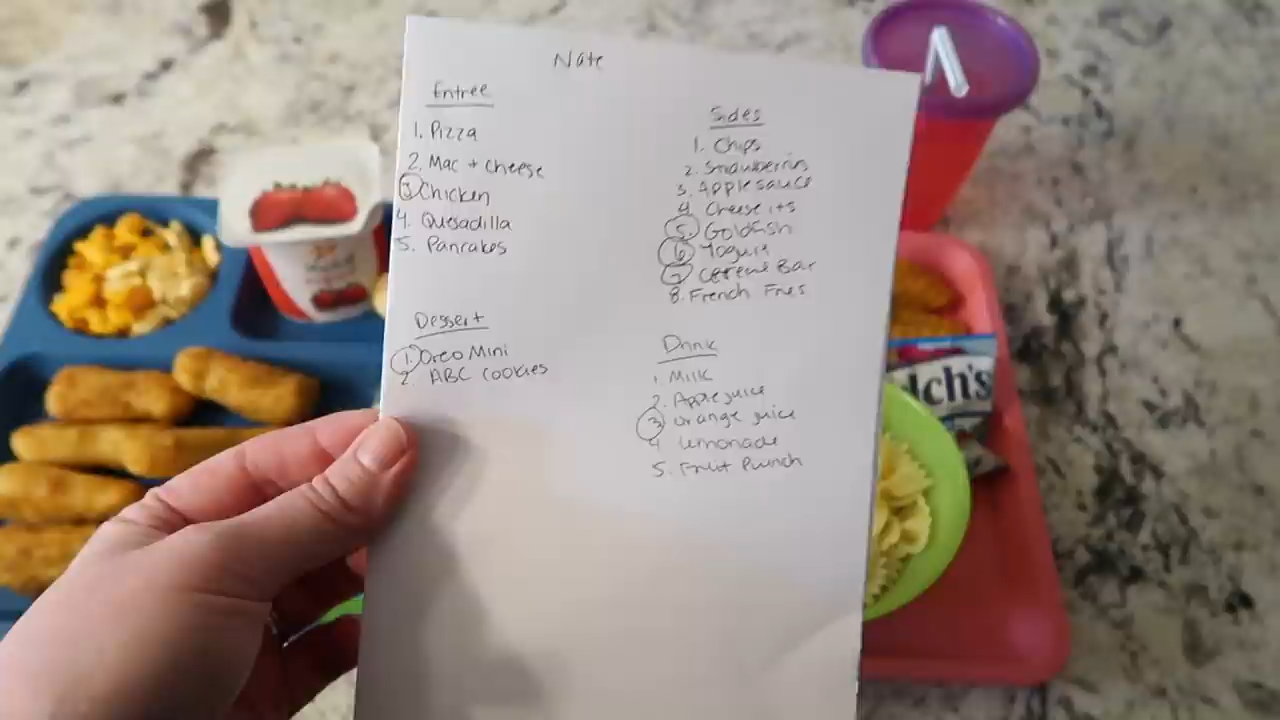 Nate
Entree
1. Pizza
2. Mac + Cheese
3 Chicken
4. Quesadilla
5. Pancakes
Dessert
1. Oreo Mini
2. ABC Cookies
Sides
1. Chips
2. Strawberries
3. Applesauce
4. Cheese its
5. Goldfish
6 Yogurt
7 Cereal Bar
8. French Fries
Drink
1. Milk
2. Apple juice
3 orange juice
4 lemonade
5. Fruit Punch
lch's